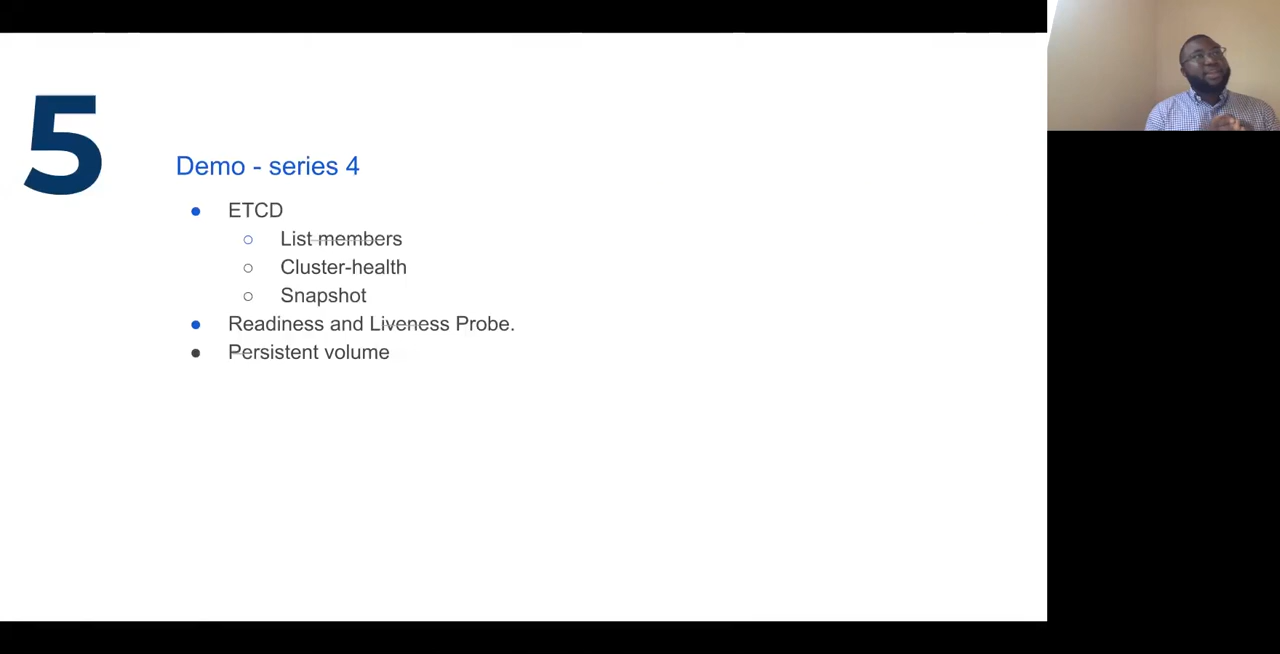 5
Demo - series 4
● ETCD
○ List members
○ Cluster-health
○ Snapshot
● Readiness and Liveness Probe.
● Persistent volume